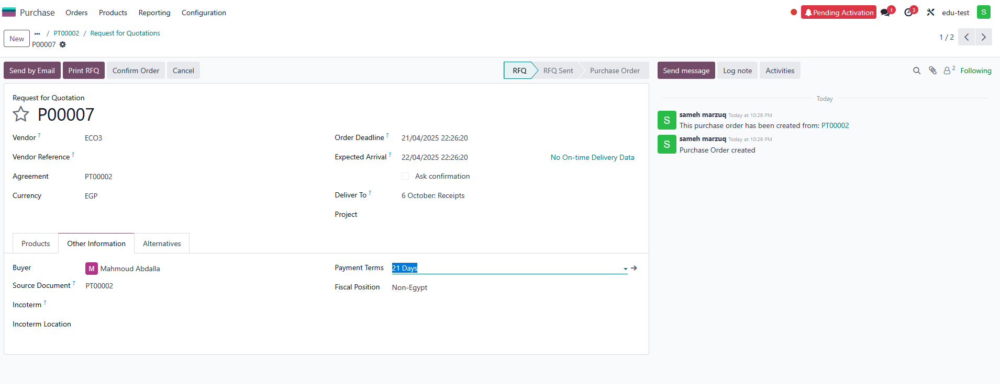 Purchase Orders Products Reporting Configuration
Pending Activation 1 3 edu-test S
New ... / PT00002 / Request for Quotations
P00007
1 / 2
Send by Email Print RFQ Confirm Order Cancel
RFQ RFQ Sent Purchase Order
Send message Log note Activities
2 Following
Request for Quotation
P00007
Vendor ? ECO3
Vendor Reference ?
Agreement PT00002
Currency EGP
Order Deadline ? 21/04/2025 22:26:20
Expected Arrival ? 22/04/2025 22:26:20 No On-time Delivery Data
Ask confirmation
Deliver To ? 6 October: Receipts
Project
Products Other Information Alternatives
Buyer M Mahmoud Abdalla
Source Document ? PT00002
Incoterm ?
Incoterm Location
Payment Terms 21 Days
Fiscal Position Non-Egypt
Today
S sameh marzuq Today at 10:26 PM
This purchase order has been created from: PT00002
S sameh marzuq Today at 10:26 PM
Purchase Order created